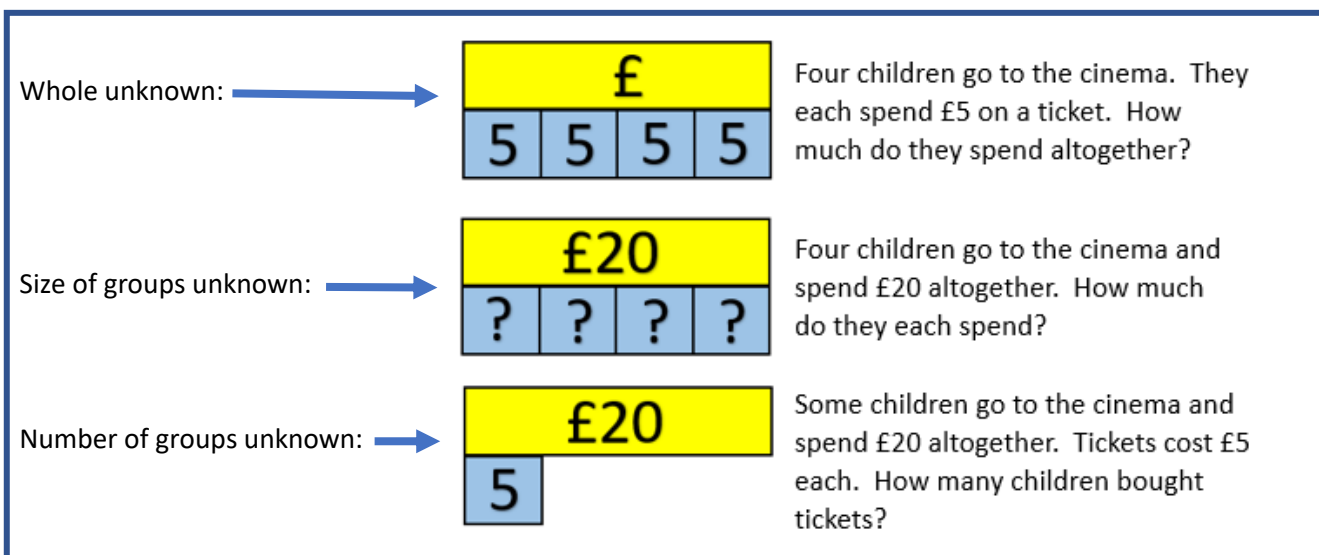 Whole unknown:
£
5 5 5 5
Four children go to the cinema. They
each spend £5 on a ticket. How
much do they spend altogether?
Size of groups unknown:
£20
? ? ? ?
Four children go to the cinema and
spend £20 altogether. How much
do they each spend?
Number of groups unknown:
£20
5
Some children go to the cinema and
spend £20 altogether. Tickets cost £5
each. How many children bought
tickets?